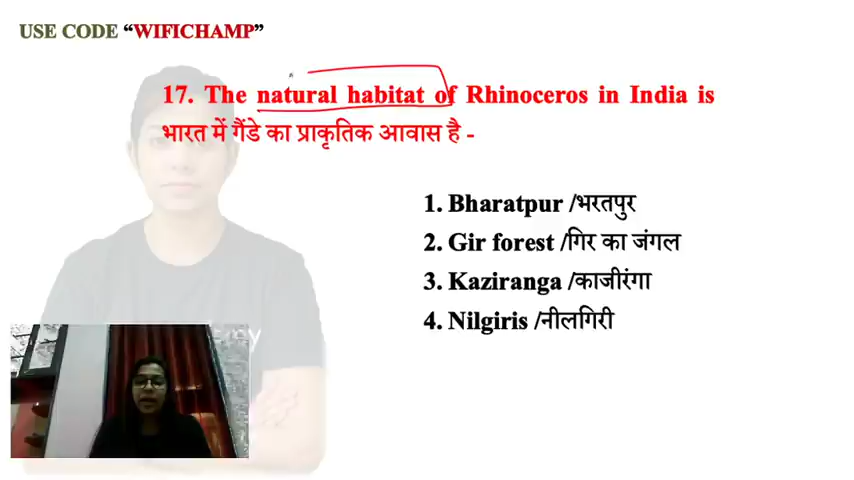 USE CODE “WIFICHAMP”
17. The natural habitat of Rhinoceros in India is
भारत में गैंडे का प्राकृतिक आवास है -
1. Bharatpur /भरतपुर
2. Gir forest /गिर का जंगल
3. Kaziranga /काजीरंगा
4. Nilgiris /नीलगिरी